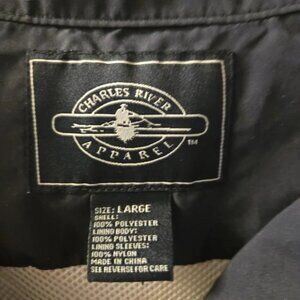 CHARLES RIVER
APPAREL
TM
SIZE: LARGE
SHELL:
100% POLYESTER
LINING BODY:
100% POLYESTER
LINING SLEEVES:
100% NYLON
MADE IN CHINA
SEE REVERSE FOR CARE